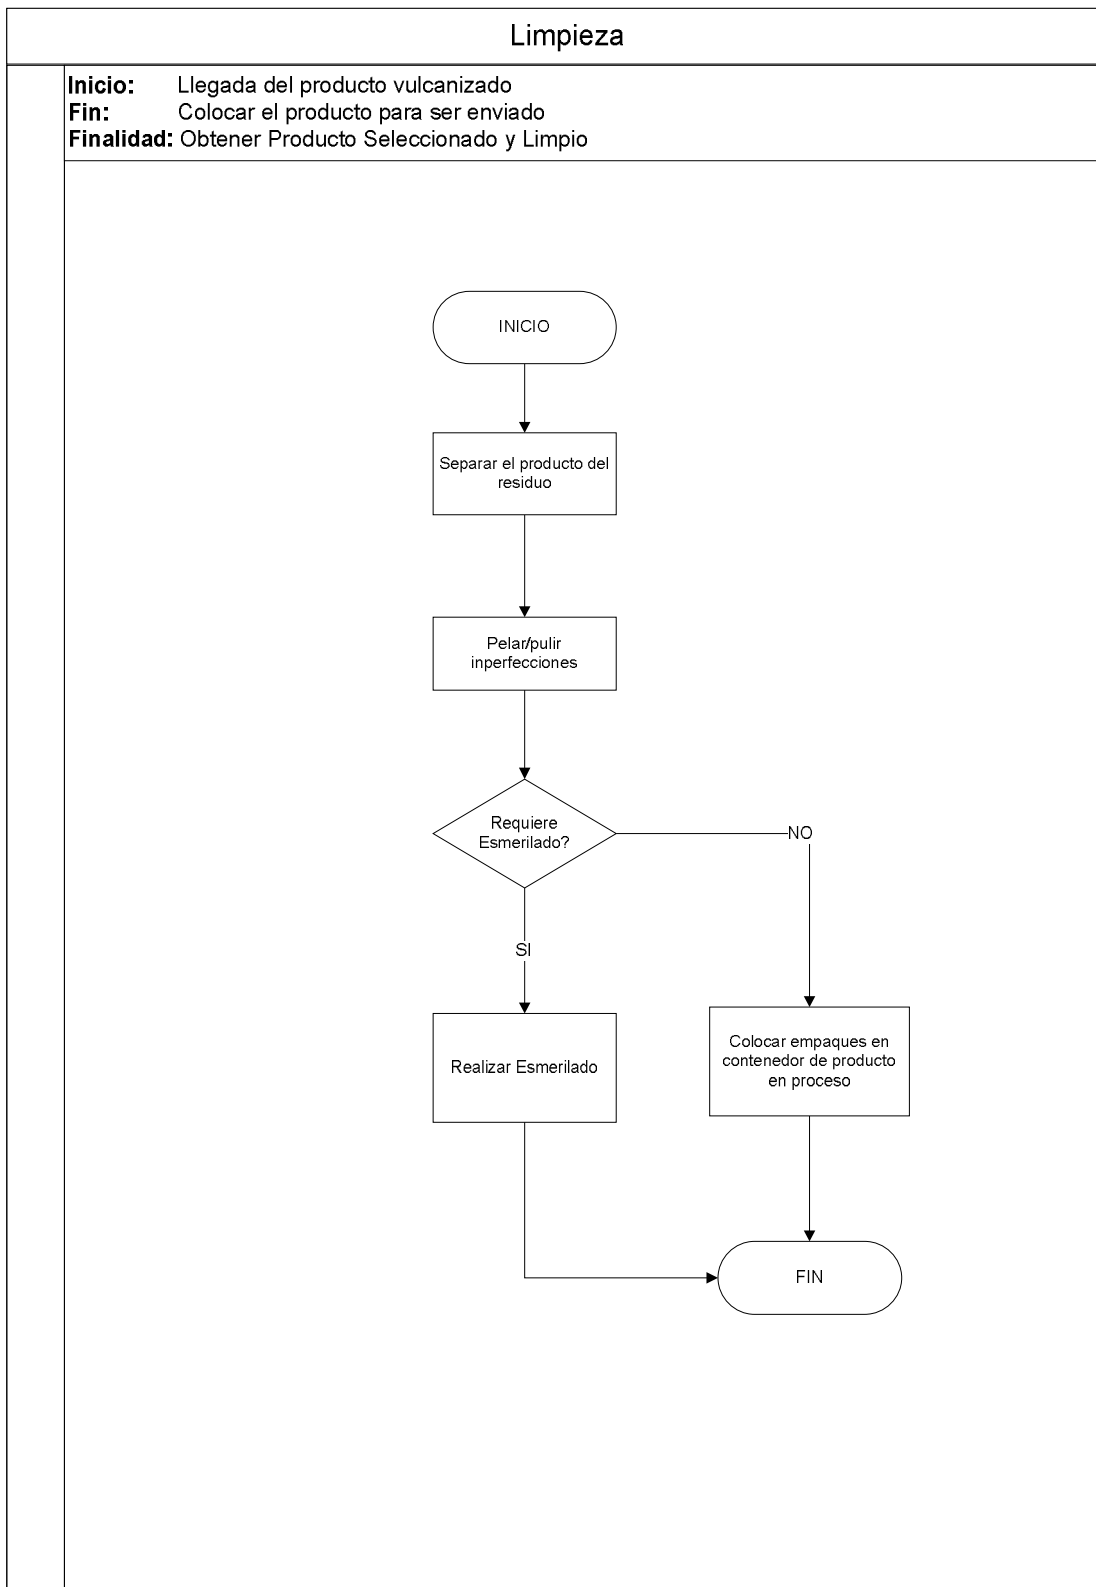 Limpieza
Inicio: Llegada del producto vulcanizado
Fin: Colocar el producto para ser enviado
Finalidad: Obtener Producto Seleccionado y Limpio
INICIO
Separar el producto del
residuo
Pelar/pulir
inperfecciones
Requiere
Esmerilado?
NO
SI
Realizar Esmerilado
Colocar empaques en
contenedor de producto
en proceso
FIN